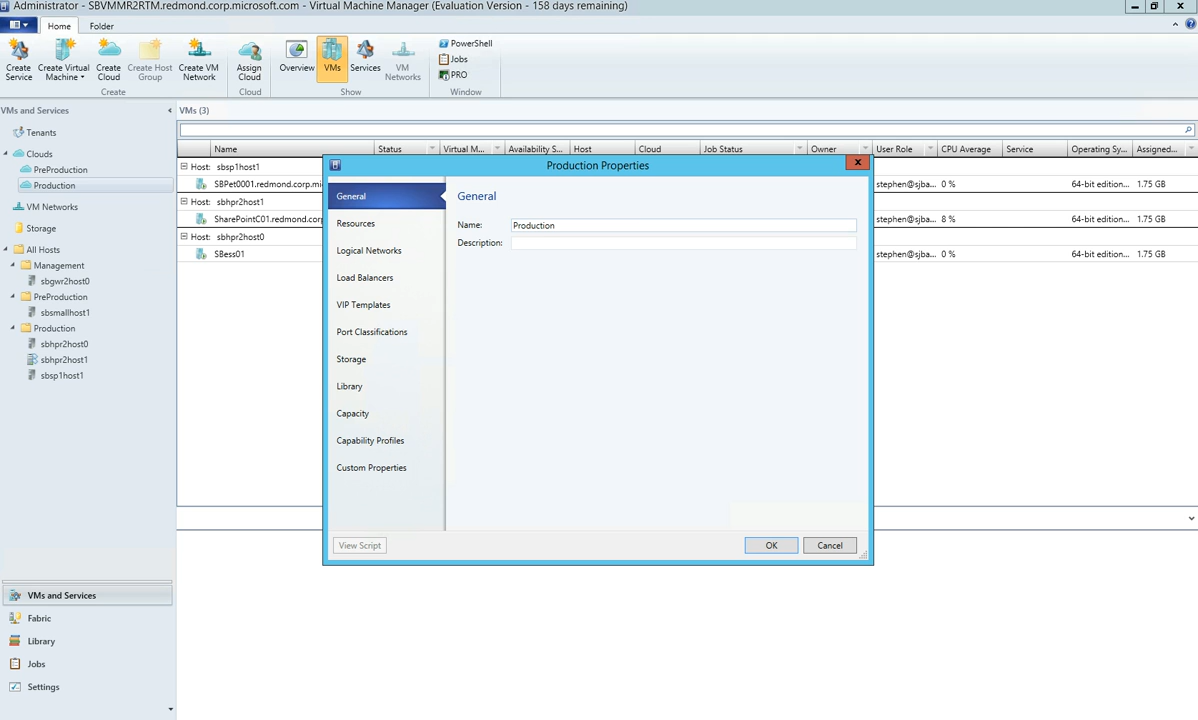 Administrator - SBVMMR2RTM.redmond.corp.microsoft.com - Virtual Machine Manager (Evaluation Version - 158 days remaining)
Home Folder
Create Service
Create Virtual Machine
Create Cloud
Create Host Group
Create VM Network
Assign Cloud
Overview
VMs
Services
VM Networks
PowerShell
Jobs
PRO
Create Cloud Show Window
VMs and Services
VMs (3)
Tenants
Clouds
PreProduction
Production
VM Networks
Storage
All Hosts
Management
sbgwr2host0
PreProduction
sbsmallhost1
Production
sbhpr2host0
sbhpr2host1
sbsp1host1
Name Status Virtual M... Availability S... Host Cloud Job Status Owner User Role CPU Average Service Operating Sy... Assigned...
Host: sbsp1host1
SBPet0001.redmond.corp.mi stephen@sjba... 0 % 64-bit edition... 1.75 GB
Host: sbhpr2host1
SharePointC01.redmond.corp stephen@sjba... 8 % 64-bit edition... 1.75 GB
Host: sbhpr2host0
SBess01 stephen@sjba... 0 % 64-bit edition... 1.75 GB
Production Properties
General
Resources
Logical Networks
Load Balancers
VIP Templates
Port Classifications
Storage
Library
Capacity
Capability Profiles
Custom Properties
General
Name: Production
Description:
View Script OK Cancel
VMs and Services
Fabric
Library
Jobs
Settings